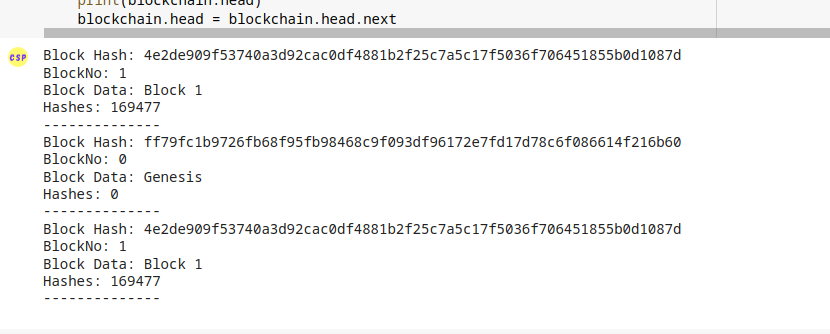 print(blockchain.head)
blockchain.head = blockchain.head.next
CSP
Block Hash: 4e2de909f53740a3d92cac0df4881b2f25c7a5c17f5036f706451855b0d1087d
BlockNo: 1
Block Data: Block 1
Hashes: 169477
--------------
Block Hash: ff79fc1b9726fb68f95fb98468c9f093df96172e7fd17d78c6f086614f216b60
BlockNo: 0
Block Data: Genesis
Hashes: 0
--------------
Block Hash: 4e2de909f53740a3d92cac0df4881b2f25c7a5c17f5036f706451855b0d1087d
BlockNo: 1
Block Data: Block 1
Hashes: 169477
--------------